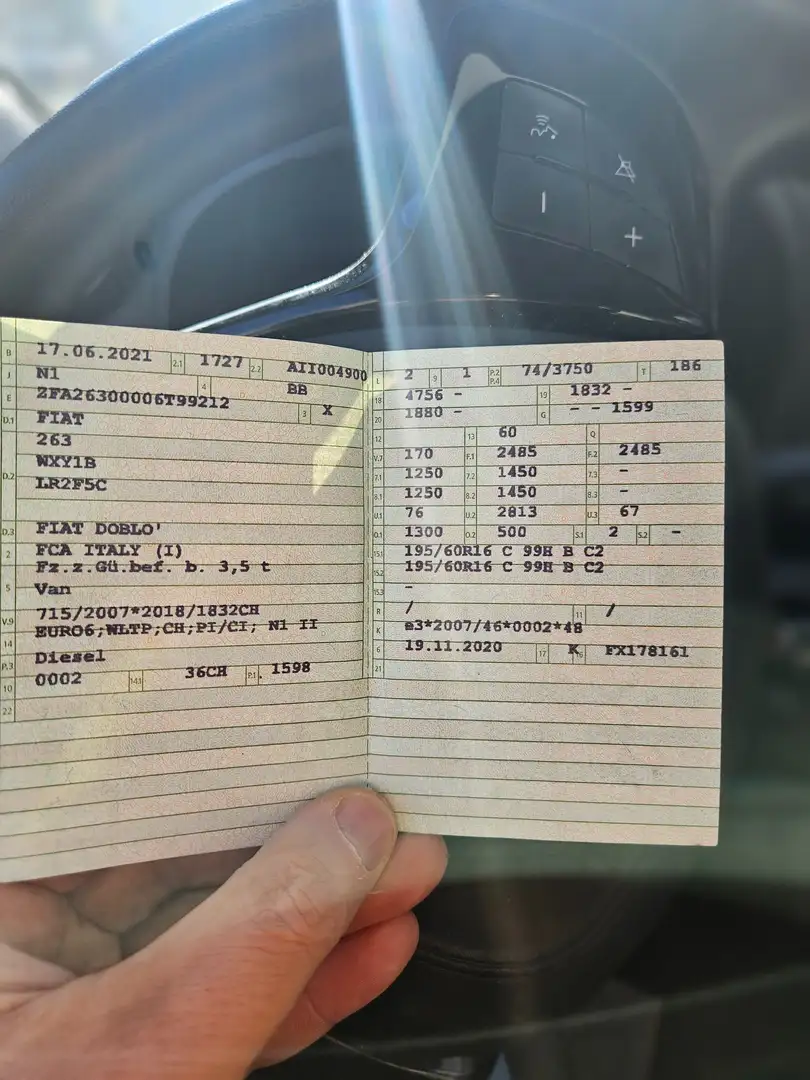 B 17.06.2021 2.1 1727 2.2 AII004900
J N1 4 BB
E ZFA26300006T99212 3 X
D.1 FIAT
263
D.2 WXY1B
LR2F5C
D.3 FIAT DOBLO'
2 FCA ITALY (I)
Fz.z.Gü.bef. b. 3,5 t
5 Van
V.9 715/2007*2018/1832CH
14 EURO6;WLTP;CH;PI/CI; N1 II
P.3 Diesel
10 0002 14.1 36CH P.1 1598
22
L 2 9 1 P.2 P.4 74/3750 T 186
18 4756 - 19 1832 -
20 1880 - G - - 1599
12 13 60 Q
V.7 170 F.1 2485 F.2 2485
7.1 1250 7.2 1450 7.3 -
8.1 1250 8.2 1450 8.3 -
U.1 76 U.2 2813 U.3 67
O.1 1300 O.2 500 S.1 2 S.2 -
15.1 195/60R16 C 99H B C2
15.2 195/60R16 C 99H B C2
15.3 -
R / 11 /
K e3*2007/46*0002*48
6 19.11.2020 17 K 16 FX178161
21